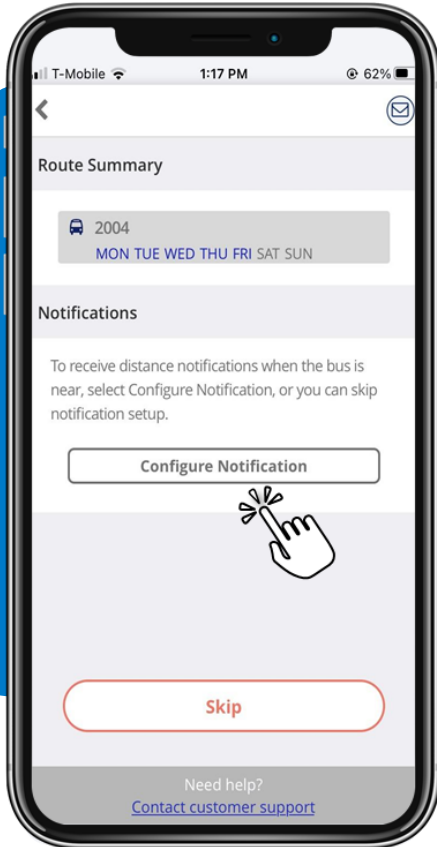 T-Mobile 1:17 PM 62%
Route Summary
2004
MON TUE WED THU FRI SAT SUN
Notifications
To receive distance notifications when the bus is
near, select Configure Notification, or you can skip
notification setup.
Configure Notification
Skip
Need help?
Contact customer support